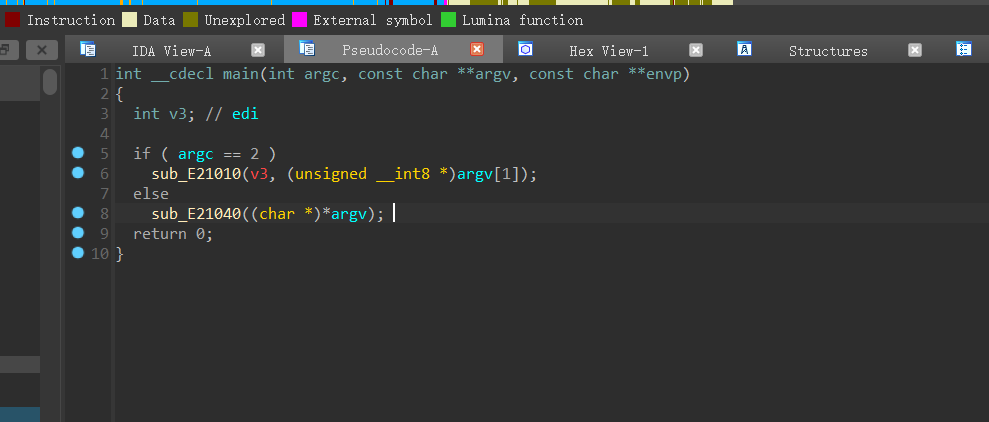 Instruction Data Unexplored External symbol Lumina function
IDA View-A Pseudocode-A Hex View-1 Structures
1 int __cdecl main(int argc, const char **argv, const char **envp)
2 {
3 int v3; // edi
4
5 if ( argc == 2 )
6 sub_E21010(v3, (unsigned __int8 *)argv[1]);
7 else
8 sub_E21040((char *)*argv);
9 return 0;
10 }